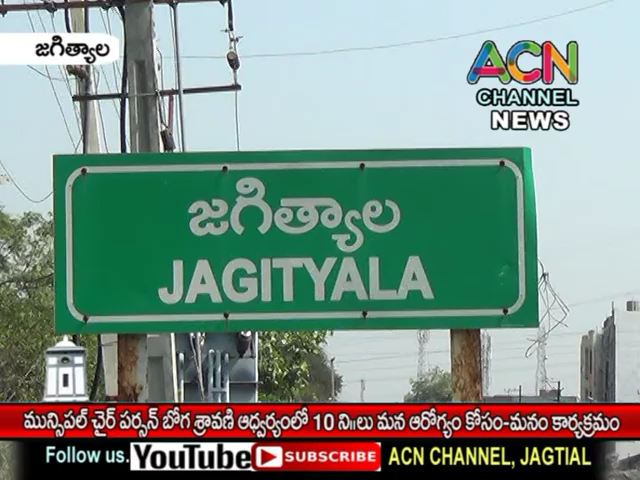 జగిత్యాల
ACN
CHANNEL
NEWS
జగిత్యాల
JAGITYALA
మున్సిపల్ చైర్ పర్సన్ బోగ శ్రావణి ఆధ్వర్యంలో 10 ని౹౹లు మన ఆరోగ్యం కోసం-మనం కార్యక్రమం
Follow us. YouTube SUBSCRIBE ACN CHANNEL, JAGTIAL